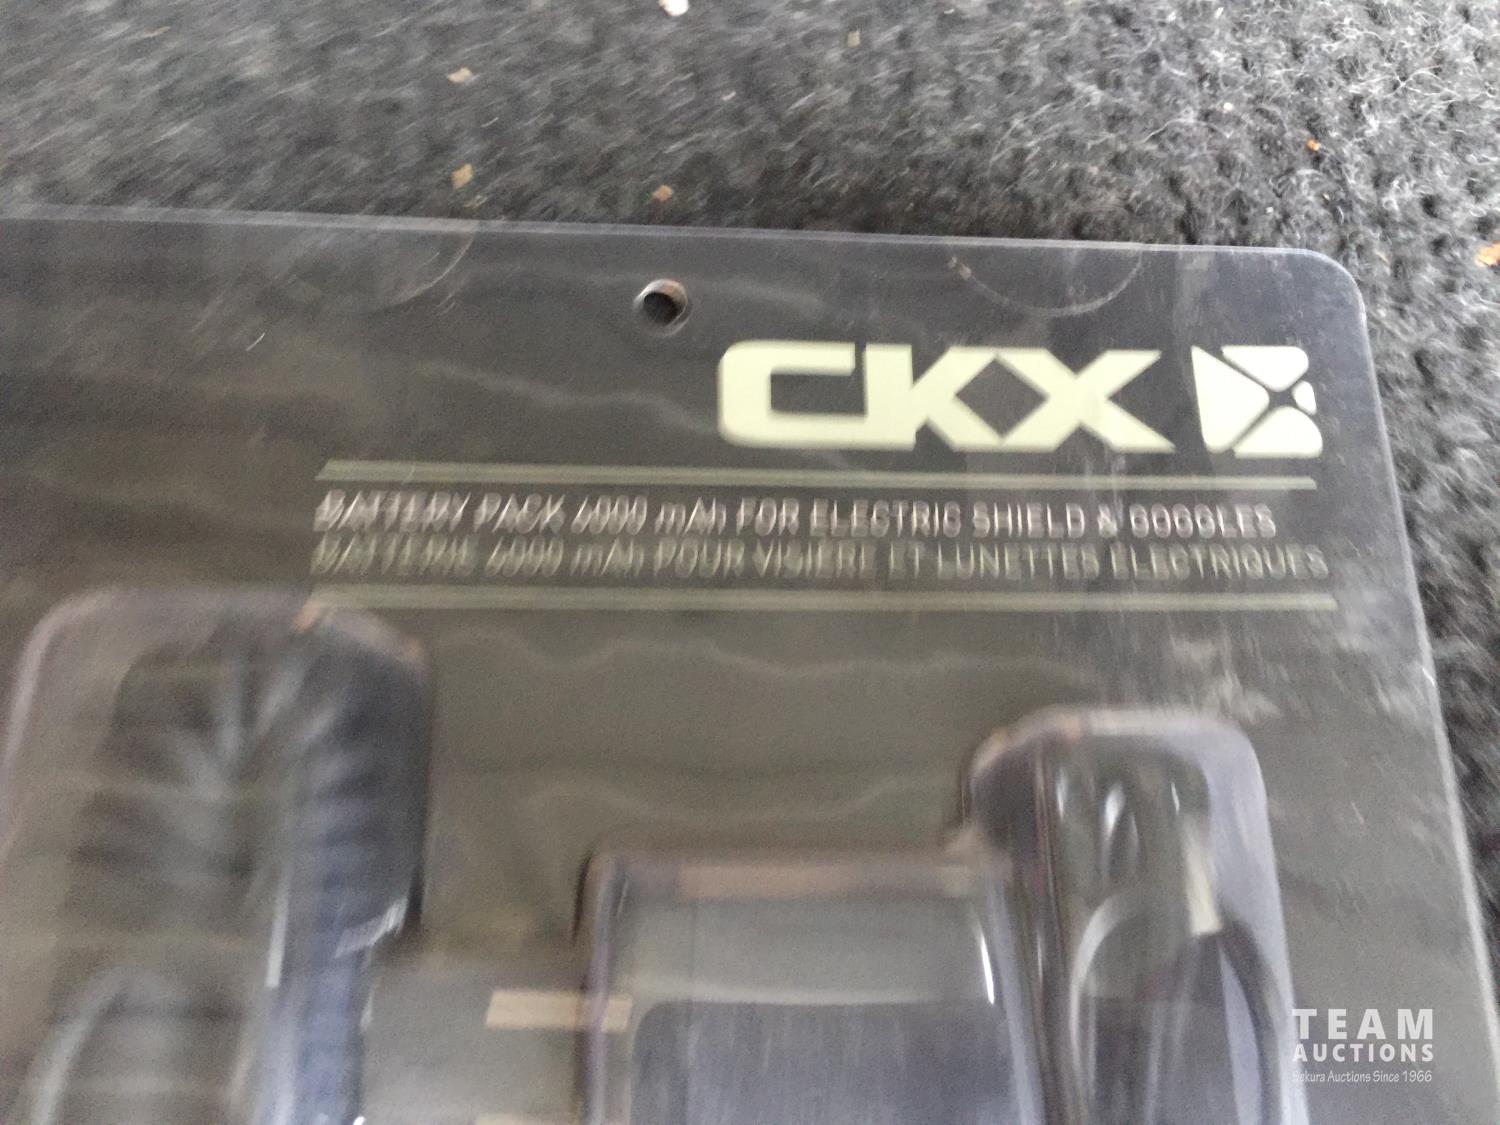 CKX
BATTERY PACK 6000 mAh FOR ELECTRIC SHIELD & GOGGLES
BATTERIE 6000 mAh POUR VISIÈRE ET LUNETTES ÉLECTRIQUES
TEAM
AUCTIONS
Sekura Auctions Since 1966